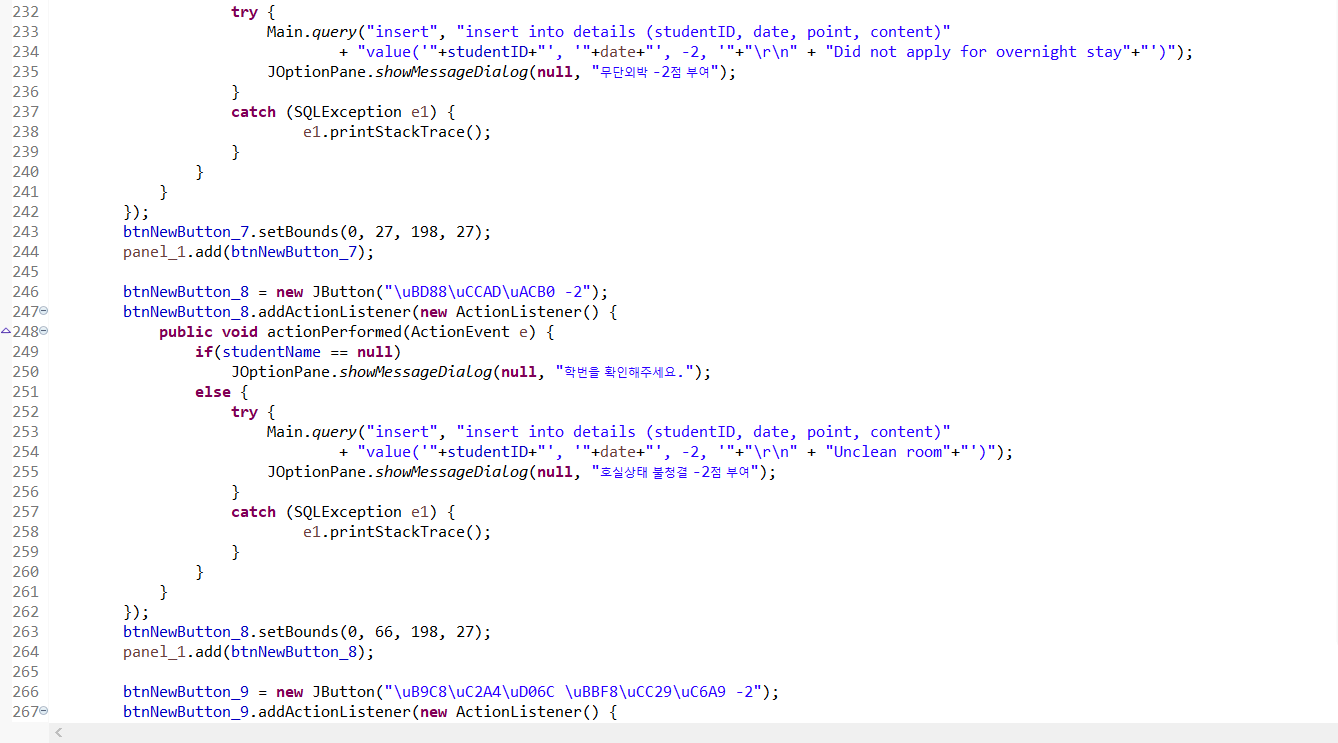 232 try {
233 Main.query("insert", "insert into details (studentID, date, point, content)"
234 + "value('"+studentID+"', '"+date+"', -2, '"+"\r\n" + "Did not apply for overnight stay"+"')");
235 JOptionPane.showMessageDialog(null, "무단외박 -2점 부여");
236 }
237 catch (SQLException e1) {
238 e1.printStackTrace();
239 }
240 }
241 }
242 });
243 btnNewButton_7.setBounds(0, 27, 198, 27);
244 panel_1.add(btnNewButton_7);
245
246 btnNewButton_8 = new JButton("\uBD88\uCCAD\uACB0 -2");
247 btnNewButton_8.addActionListener(new ActionListener() {
248 public void actionPerformed(ActionEvent e) {
249 if(studentName == null)
250 JOptionPane.showMessageDialog(null, "학번을 확인해주세요.");
251 else {
252 try {
253 Main.query("insert", "insert into details (studentID, date, point, content)"
254 + "value('"+studentID+"', '"+date+"', -2, '"+"\r\n" + "Unclean room"+"')");
255 JOptionPane.showMessageDialog(null, "호실상태 불청결 -2점 부여");
256 }
257 catch (SQLException e1) {
258 e1.printStackTrace();
259 }
260 }
261 }
262 });
263 btnNewButton_8.setBounds(0, 66, 198, 27);
264 panel_1.add(btnNewButton_8);
265
266 btnNewButton_9 = new JButton("\uB9C8\uC2A4\uD06C \uBBF8\uCC29\uC6A9 -2");
267 btnNewButton_9.addActionListener(new ActionListener() {